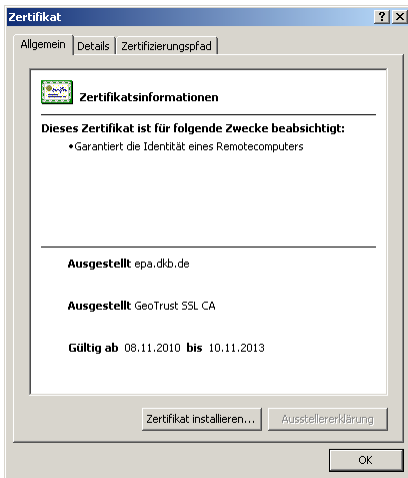 Zertifikat
Allgemein Details Zertifizierungspfad
Zertifikatsinformationen
Dieses Zertifikat ist für folgende Zwecke beabsichtigt:
•Garantiert die Identität eines Remotecomputers
Ausgestellt epa.dkb.de
Ausgestellt GeoTrust SSL CA
Gültig ab 08.11.2010 bis 10.11.2013
Zertifikat installieren... Ausstellererklärung
OK